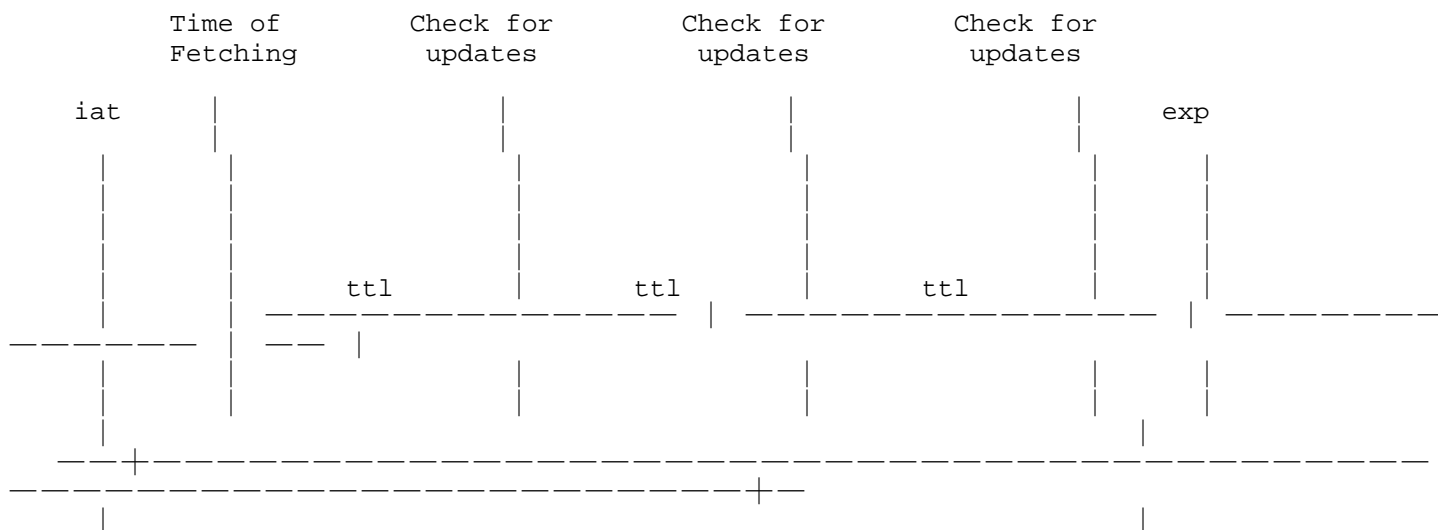 Time of Check for Check for Check for
Fetching updates updates updates
iat exp
ttl ttl ttl